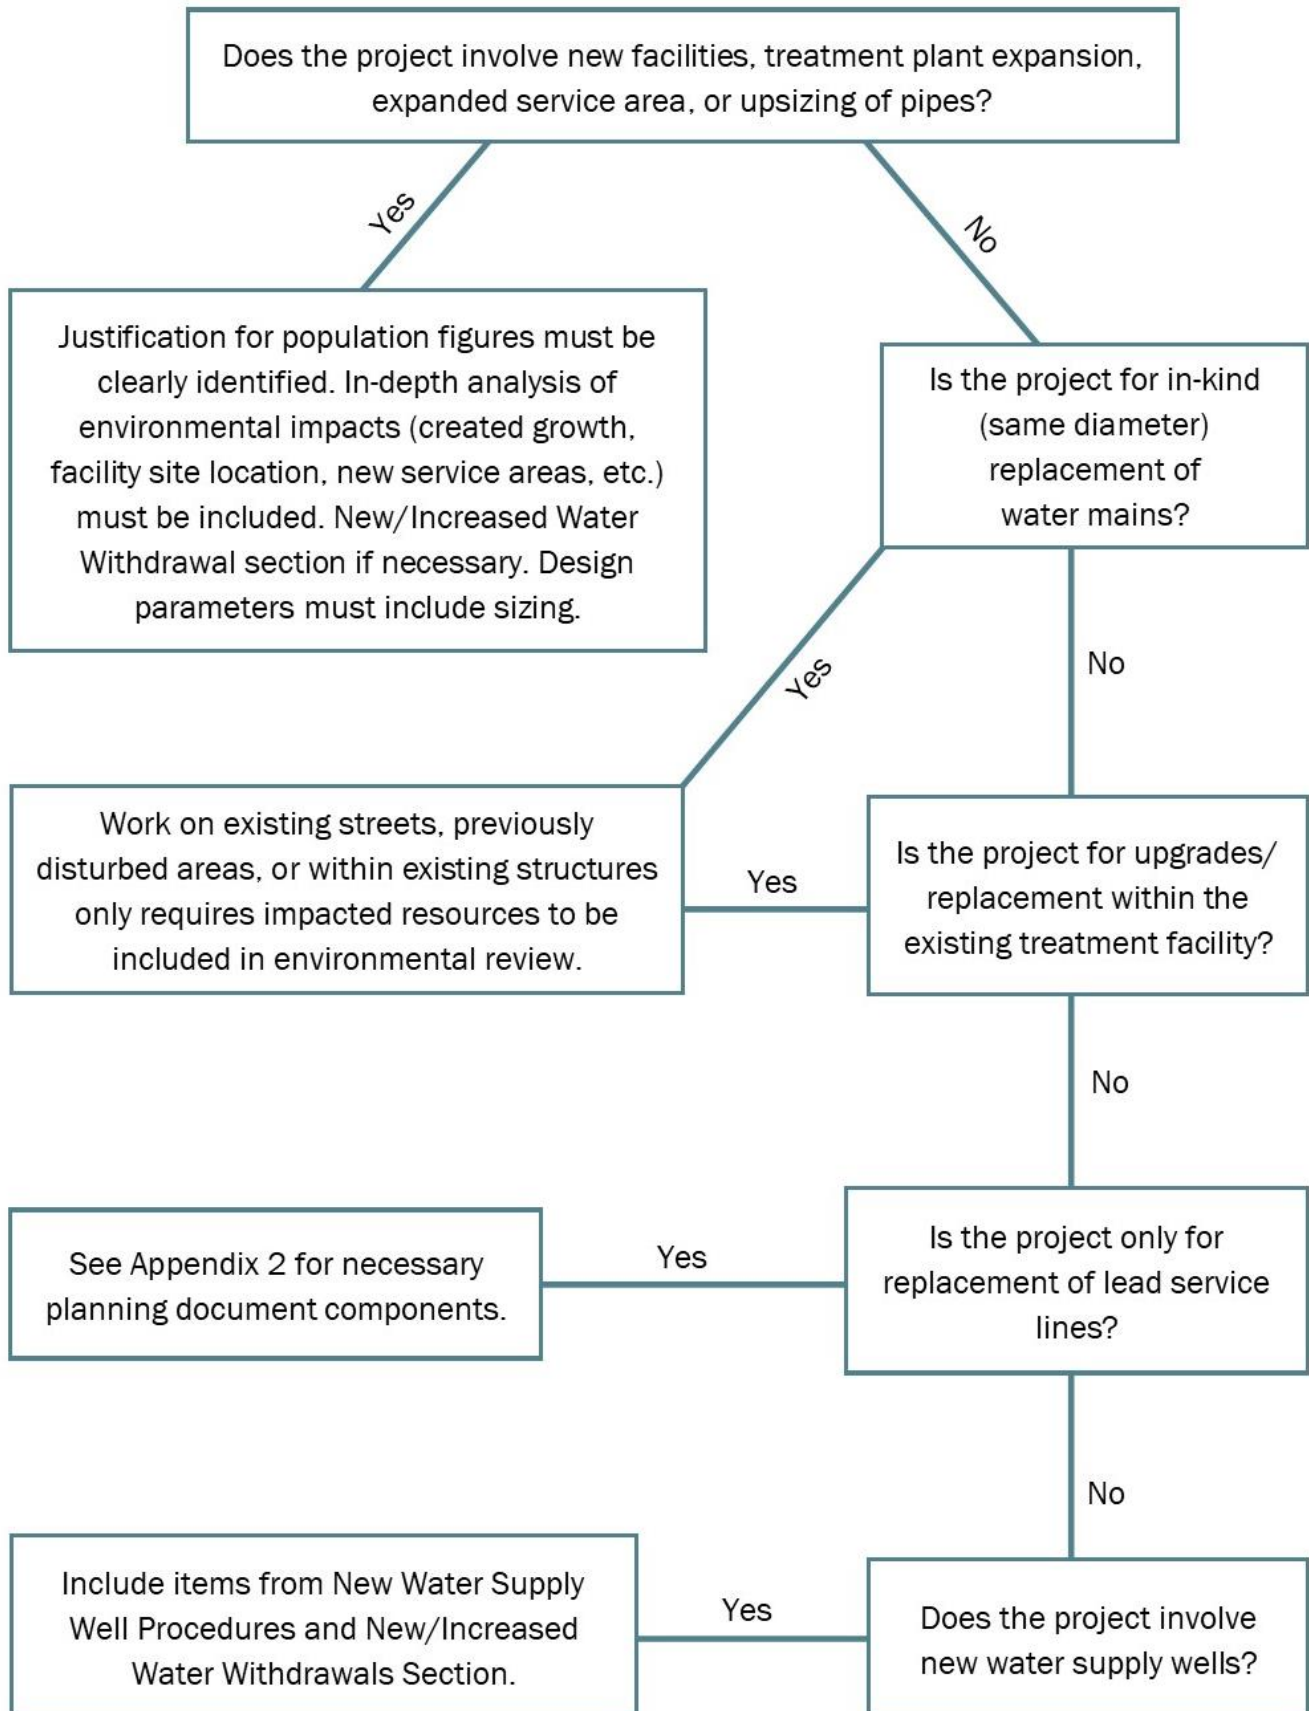 Does the project involve new facilities, treatment plant expansion,
expanded service area, or upsizing of pipes?
Yes
No
Justification for population figures must be
clearly identified. In-depth analysis of
environmental impacts (created growth,
facility site location, new service areas, etc.)
must be included. New/Increased Water
Withdrawal section if necessary. Design
parameters must include sizing.
Is the project for in-kind
(same diameter)
replacement of
water mains?
Yes
No
Work on existing streets, previously
disturbed areas, or within existing structures
only requires impacted resources to be
included in environmental review.
Yes
Is the project for upgrades/
replacement within the
existing treatment facility?
No
See Appendix 2 for necessary
planning document components.
Yes
Is the project only for
replacement of lead service
lines?
No
Include items from New Water Supply
Well Procedures and New/Increased
Water Withdrawals Section.
Yes
Does the project involve
new water supply wells?